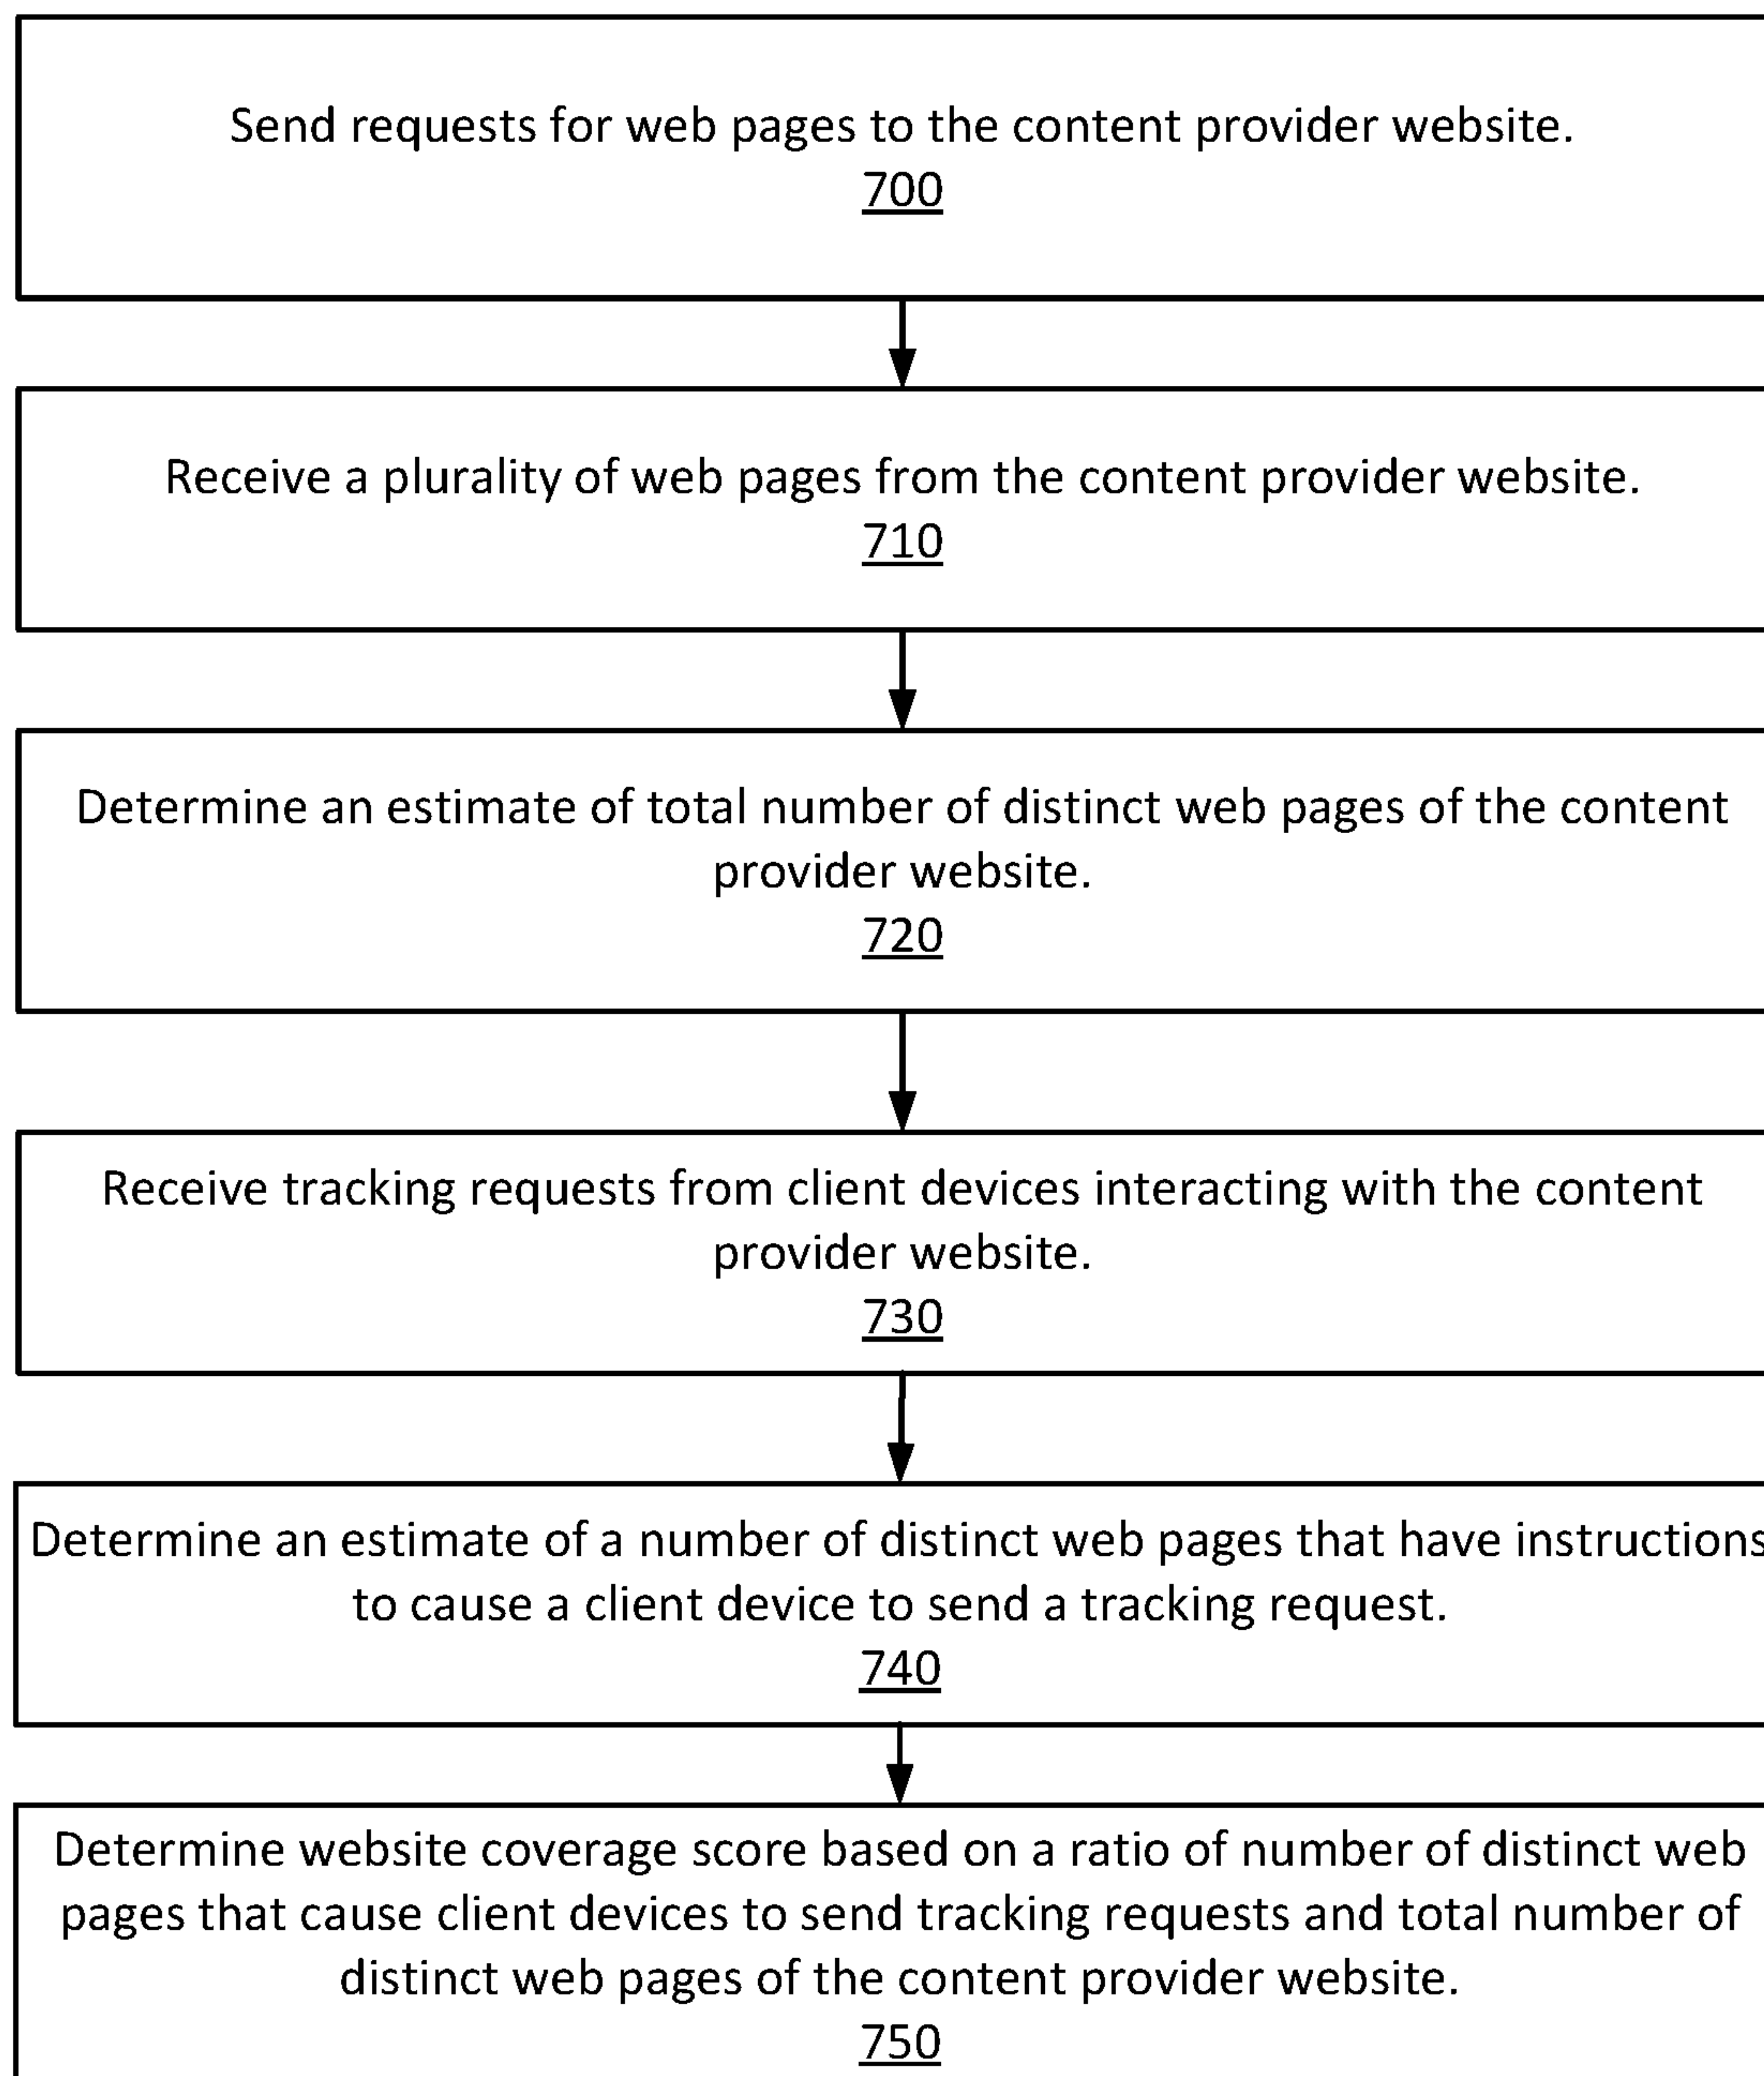 Send requests for web pages to the content provider website.
700
Receive a plurality of web pages from the content provider website.
710
Determine an estimate of total number of distinct web pages of the content
provider website.
720
Receive tracking requests from client devices interacting with the content
provider website.
730
Determine an estimate of a number of distinct web pages that have instructions
to cause a client device to send a tracking request.
740
Determine website coverage score based on a ratio of number of distinct web
pages that cause client devices to send tracking requests and total number of
distinct web pages of the content provider website.
750